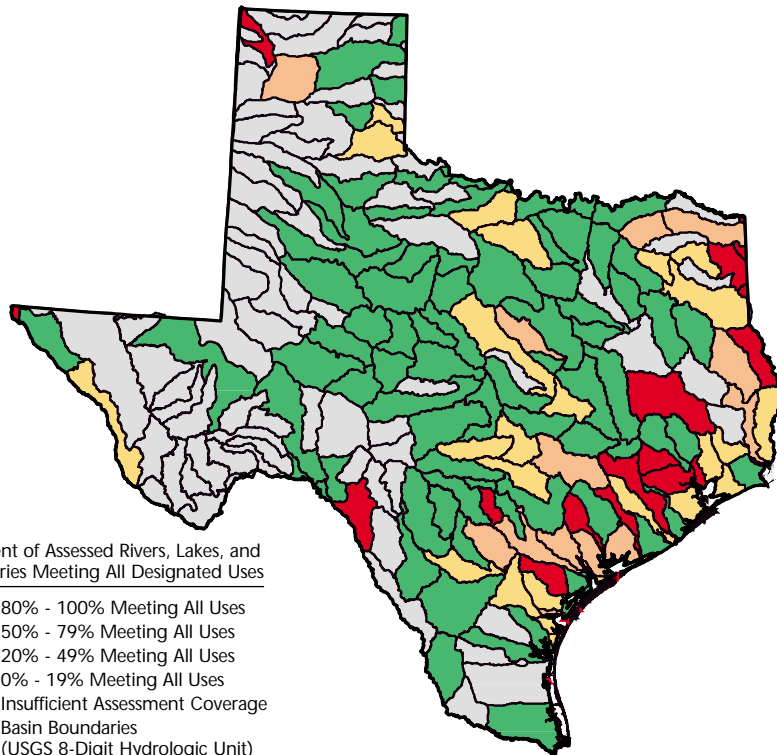 ent of Assessed Rivers, Lakes, and
ries Meeting All Designated Uses
80% - 100% Meeting All Uses
50% - 79% Meeting All Uses
20% - 49% Meeting All Uses
0% - 19% Meeting All Uses
Insufficient Assessment Coverage
Basin Boundaries
(USGS 8-Digit Hydrologic Unit)